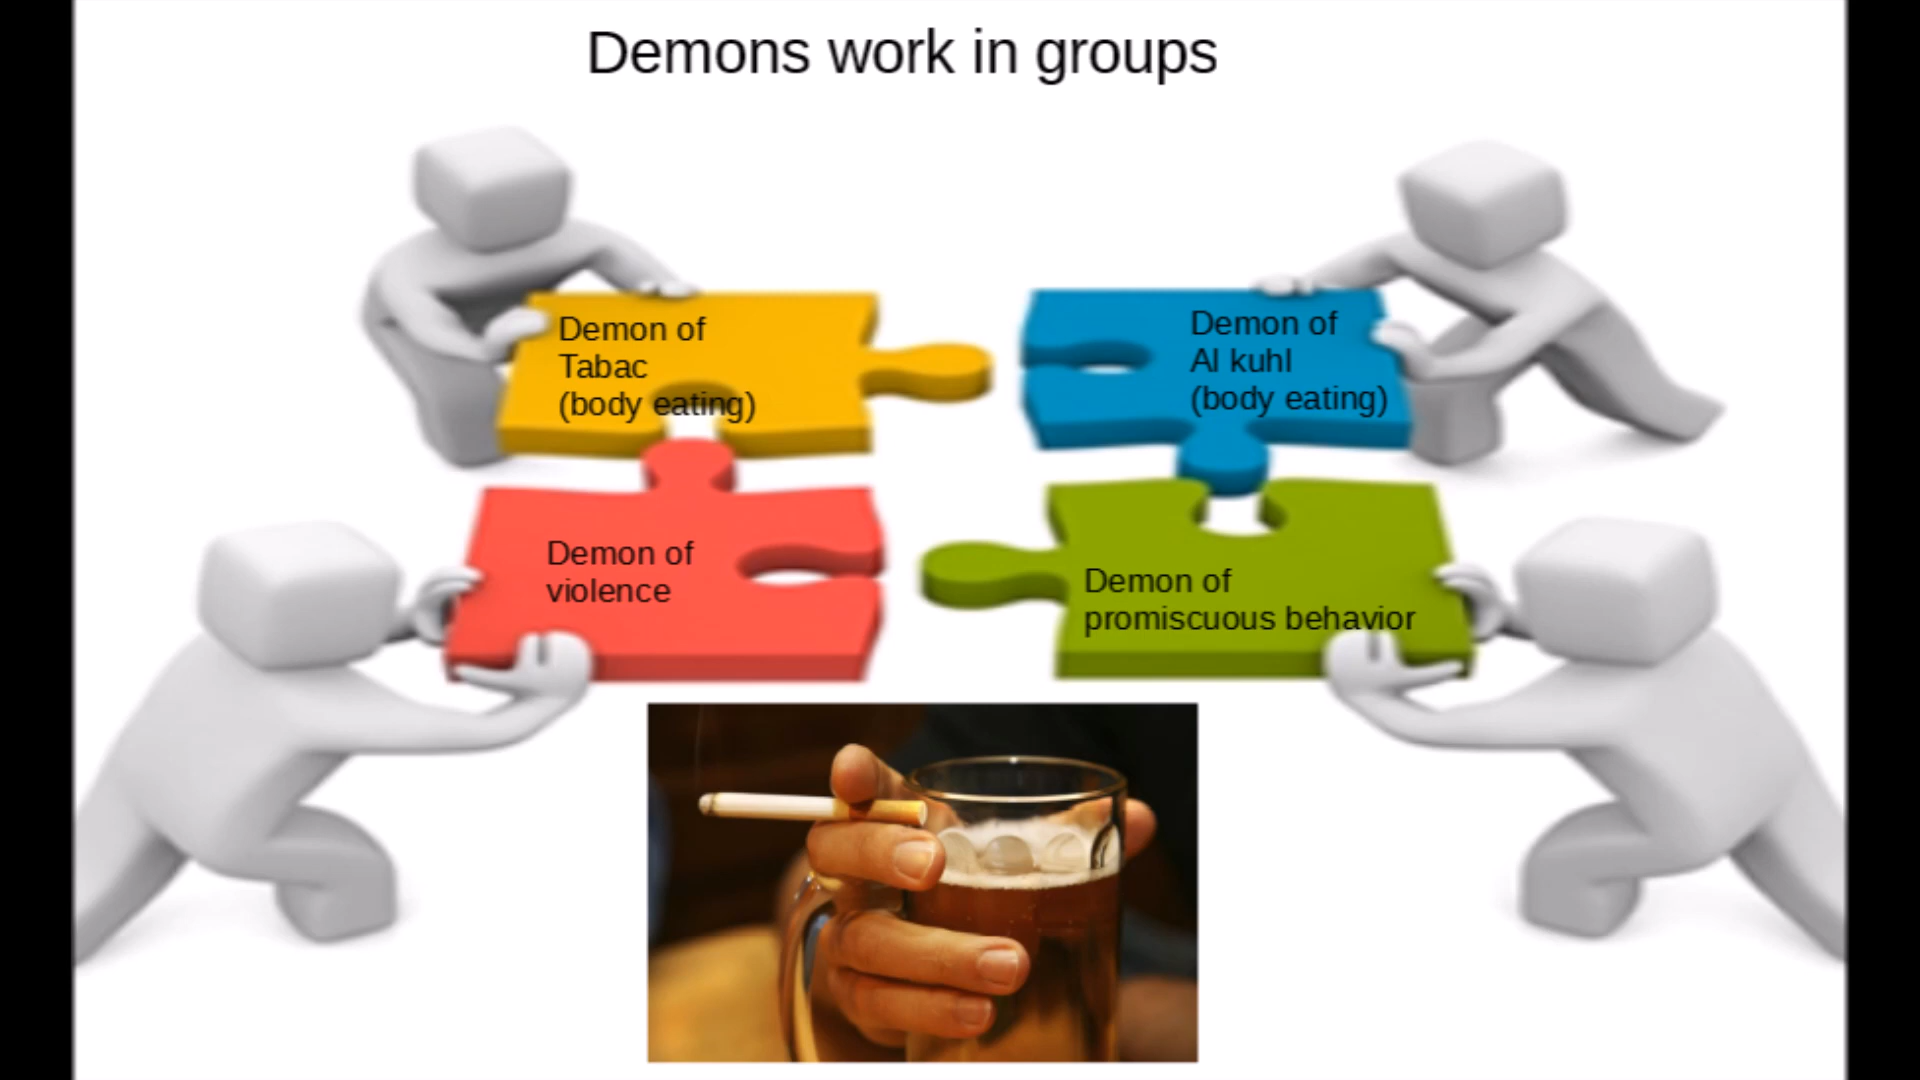 Demons work in groups
Demon of
Tabac
(body eating)
Demon of
Al kuhl
(body eating)
Demon of
violence
Demon of
promiscuous behavior